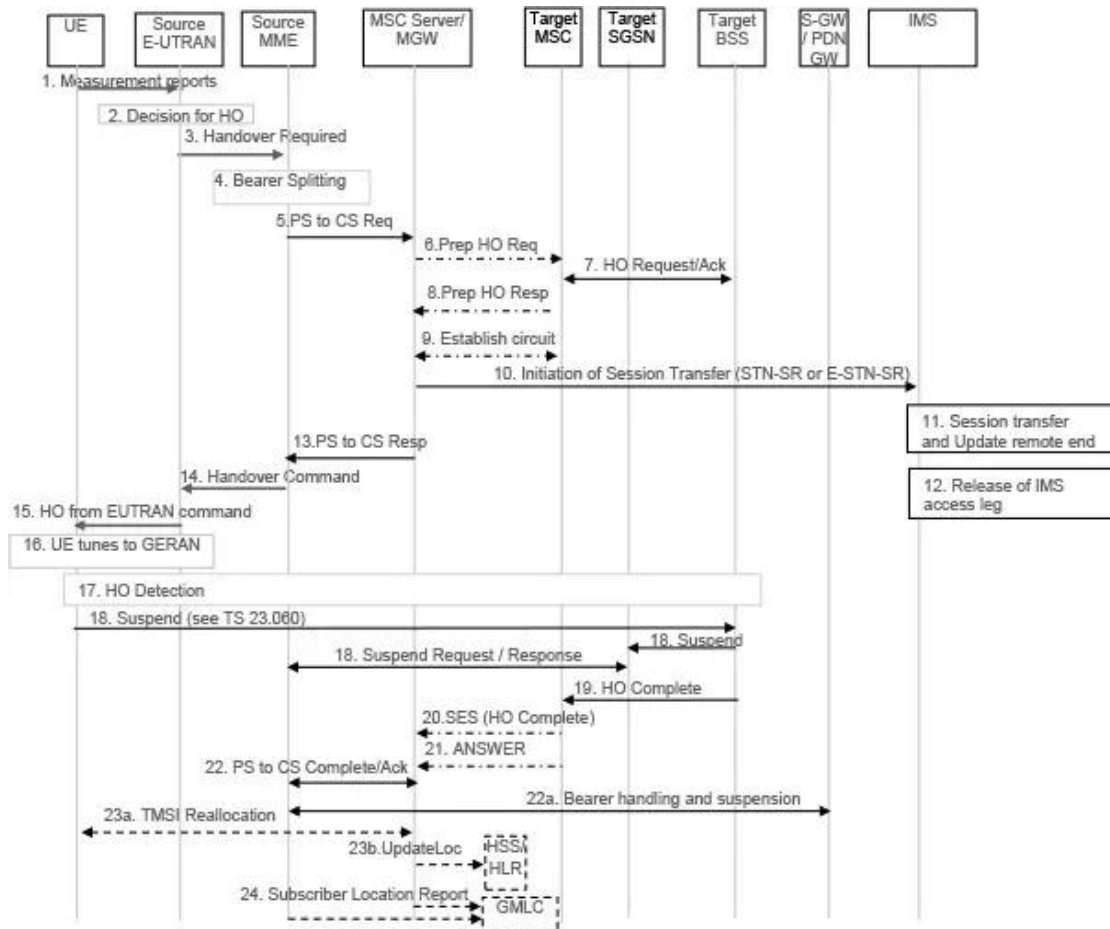 UE
Source
E-UTRAN
Source
MME
MSC Server/
MGW
Target
MSC
Target
SGSN
Target
BSS
S-GW
/ PDN
GW
IMS
1. Measurement reports
2. Decision for HO
3. Handover Required
4. Bearer Splitting
5.PS to CS Req
6.Prep HO Req
7. HO Request/Ack
8.Prep HO Resp
9. Establish circuit
10. Initiation of Session Transfer (STN-SR or E-STN-SR)
11. Session transfer
and Update remote end
13.PS to CS Resp
12. Release of IMS
access leg
14. Handover Command
15. HO from EUTRAN command
16. UE tunes to GERAN
17. HO Detection
18. Suspend (see TS 23.060)
18. Suspend
18. Suspend Request / Response
19. HO Complete
20.SES (HO Complete)
21. ANSWER
22. PS to CS Complete/Ack
22a. Bearer handling and suspension
23a. TMSI Reallocation
23b.UpdateLoc
HSS/
HLR
24. Subscriber Location Report
GMLC